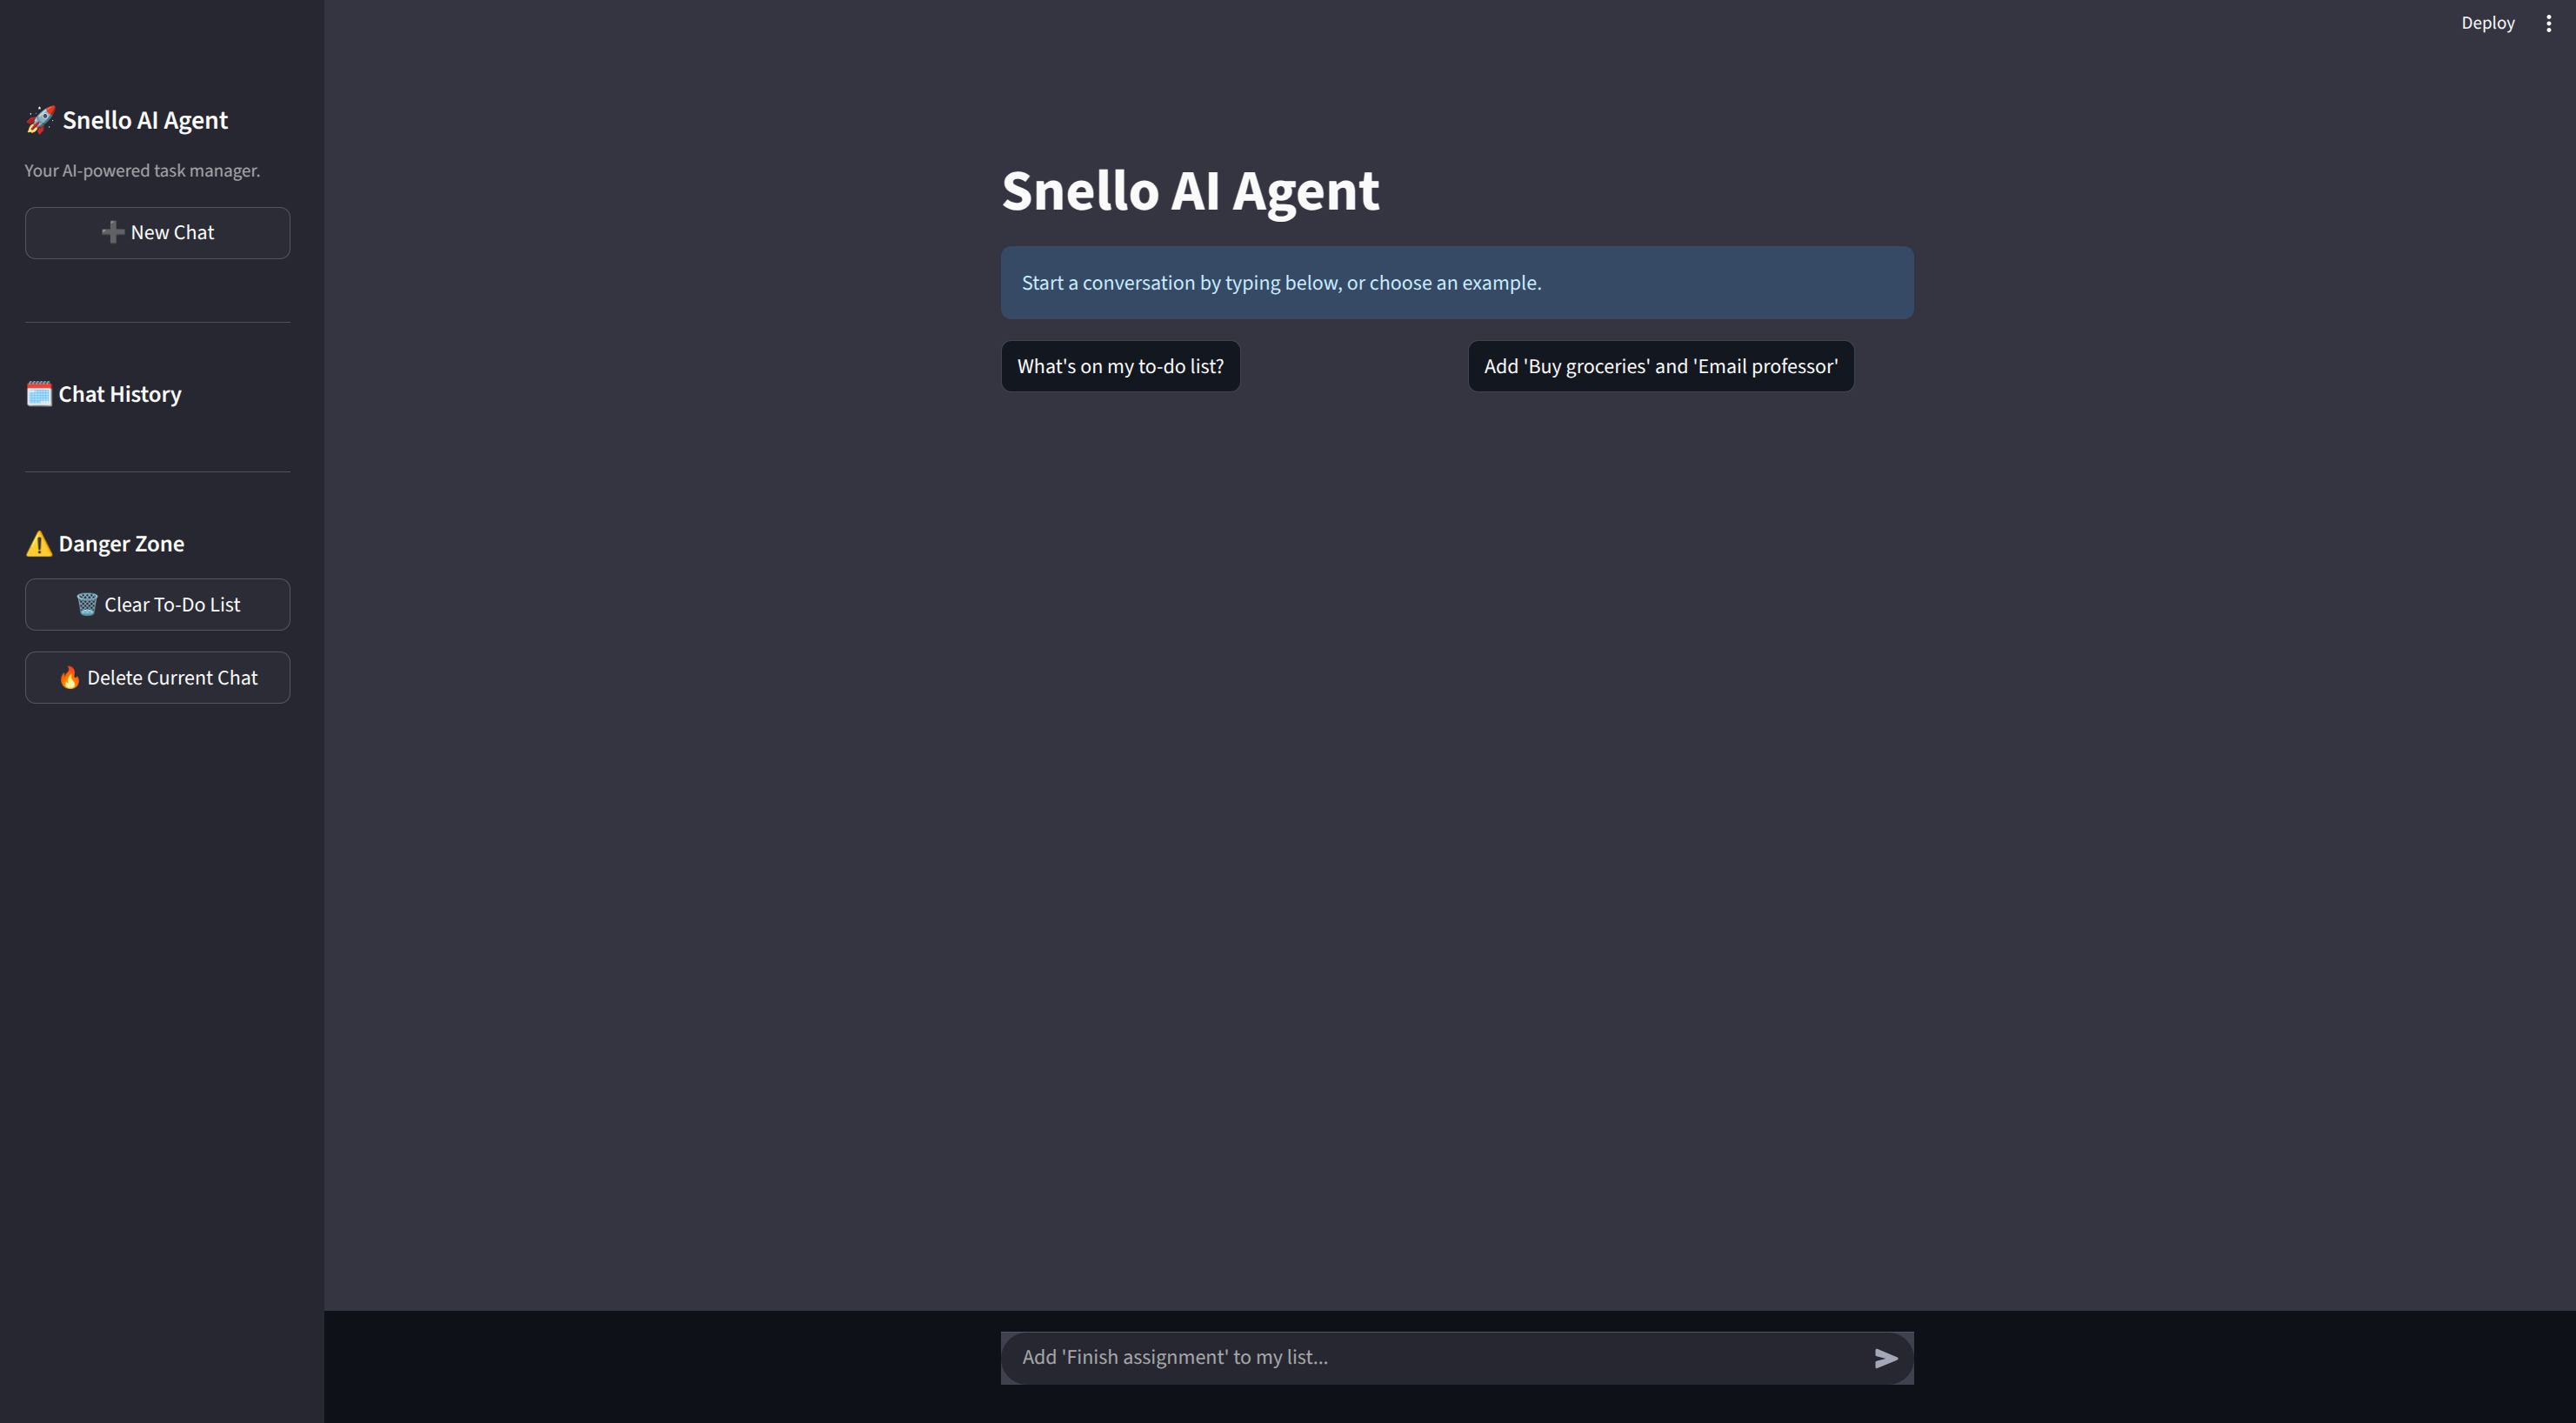 Deploy
🚀 Snello AI Agent
Your AI-powered task manager.
➕ New Chat
🗓️ Chat History
⚠️ Danger Zone
🗑️ Clear To-Do List
🔥 Delete Current Chat
Snello AI Agent
Start a conversation by typing below, or choose an example.
What's on my to-do list?
Add 'Buy groceries' and 'Email professor'
Add 'Finish assignment' to my list...